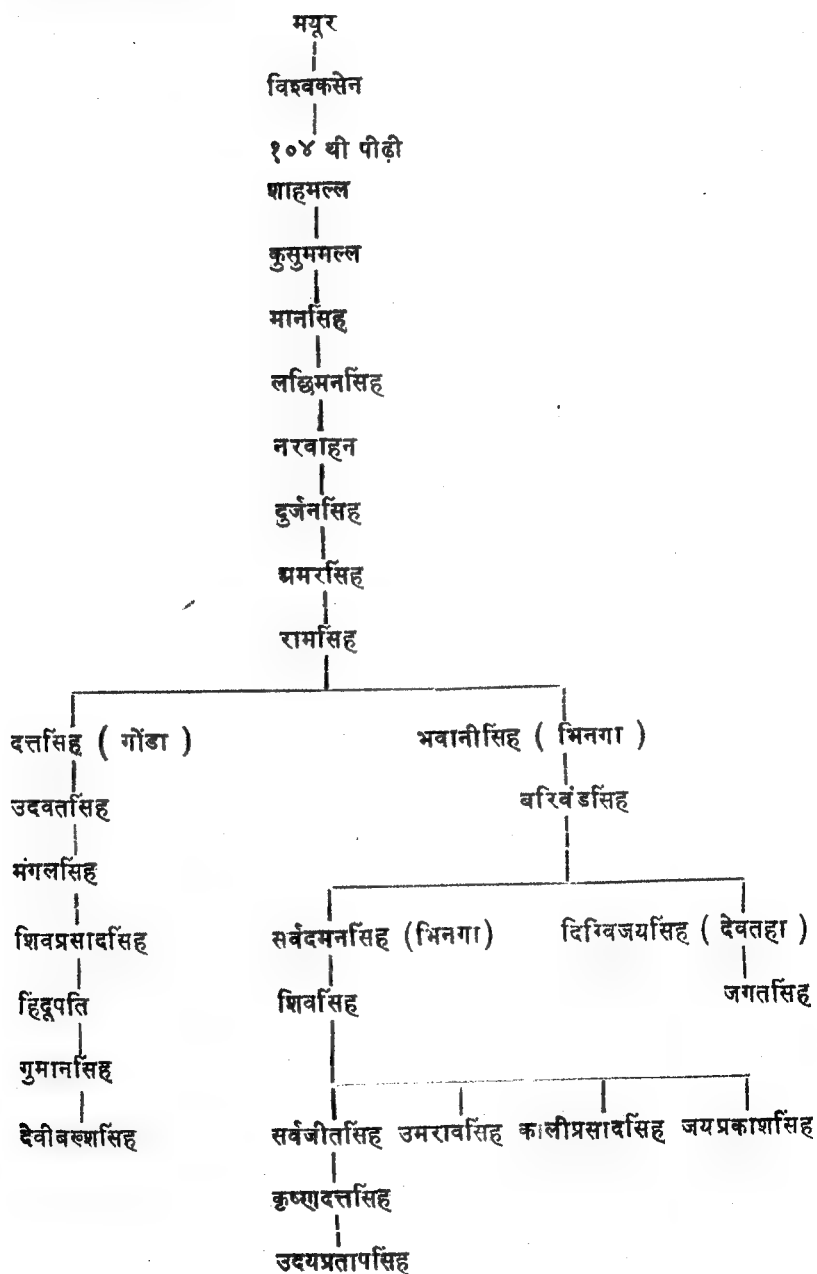 मयूर
विश्वकसेन
१०४ थी पीढ़ी
शाहमल्ल
कुसुममल्ल
मानसिंह
लछिमनसिंह
नरवाहन
दुर्जनसिंह
अमरसिंह
रामसिंह
दत्तसिंह ( गोंडा ) भवानीसिंह ( भिनगा )
उदवतसिंह बरिवंडसिंह
मंगलसिंह
शिवप्रसादसिंह सर्वदमनसिंह (भिनगा) दिग्विजयसिंह ( देवतहा )
हिंदूपति शिवसिंह जगतसिंह
गुमानसिंह
देवीबख्शसिंह सर्वजीतसिंह उमरावसिंह कालीप्रसादसिंह जयप्रकाशसिंह
कृष्णदत्तसिंह
उदयप्रतापसिंह